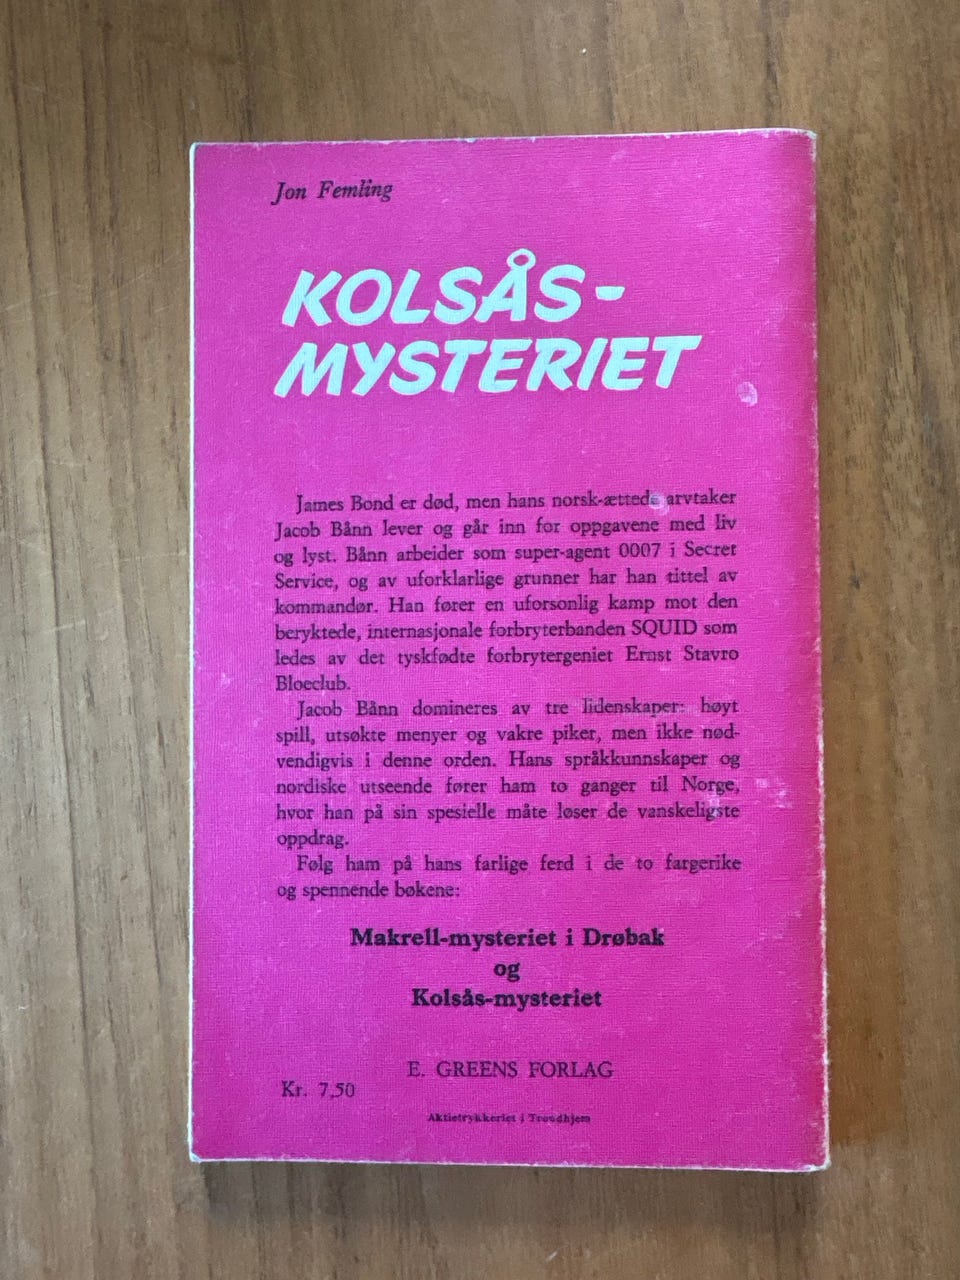 Jon Femling
KOLSÅS-
MYSTERIET
James Bond er død, men hans norsk-ættede arvtaker
Jacob Bånn lever og går inn for oppgavene med liv
og lyst. Bånn arbeider som super-agent 0007 i Secret
Service, og av uforklarlige grunner har han tittel av
kommandør. Han fører en uforsonlig kamp mot den
beryktede, internasjonale forbryterbanden SQUID som
ledes av det tyskfødte forbrytergeniet Ernst Stavro
Bloeclub.
Jacob Bånn domineres av tre lidenskaper: høyt
spill, utsøkte menyer og vakre piker, men ikke nød-
vendigvis i denne orden. Hans språkkunnskaper og
nordiske utseende fører ham to ganger til Norge,
hvor han på sin spesielle måte løser de vanskeligste
oppdrag.
Følg ham på hans farlige ferd i de to fargerike
og spennende bøkene:
Makrell-mysteriet i Drøbak
og
Kolsås-mysteriet
E. GREENS FORLAG
Kr. 7,50
Aktietrykkeriet i Trondhjem